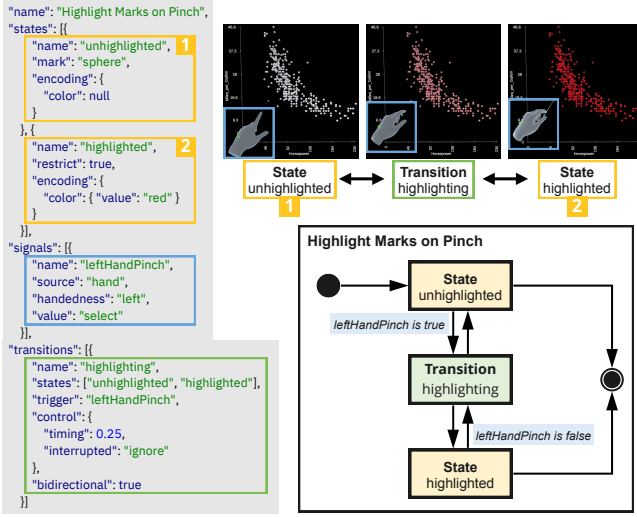 "name": "Highlight Marks on Pinch",
"states": [{
"name": "unhighlighted",
1
"mark": "sphere",
"encoding": {
"color": null
}
}, {
"name": "highlighted",
2
"restrict": true,
"encoding": {
"color": { "value": "red" }
}
}],
"signals": [{
"name": "leftHandPinch",
"source": "hand",
"handedness": "left",
"value": "select"
}],
"transitions": [{
"name": "highlighting",
"states": ["unhighlighted", "highlighted"],
"trigger": "leftHandPinch",
"control": {
"timing": 0.25,
"interrupted": "ignore"
},
"bidirectional": true
}]
Horsepower
Horsepower
Horsepower
State
unhighlighted
1
Transition
highlighting
State
highlighted
2
Highlight Marks on Pinch
State
unhighlighted
leftHandPinch is true
Transition
highlighting
leftHandPinch is false
State
highlighted